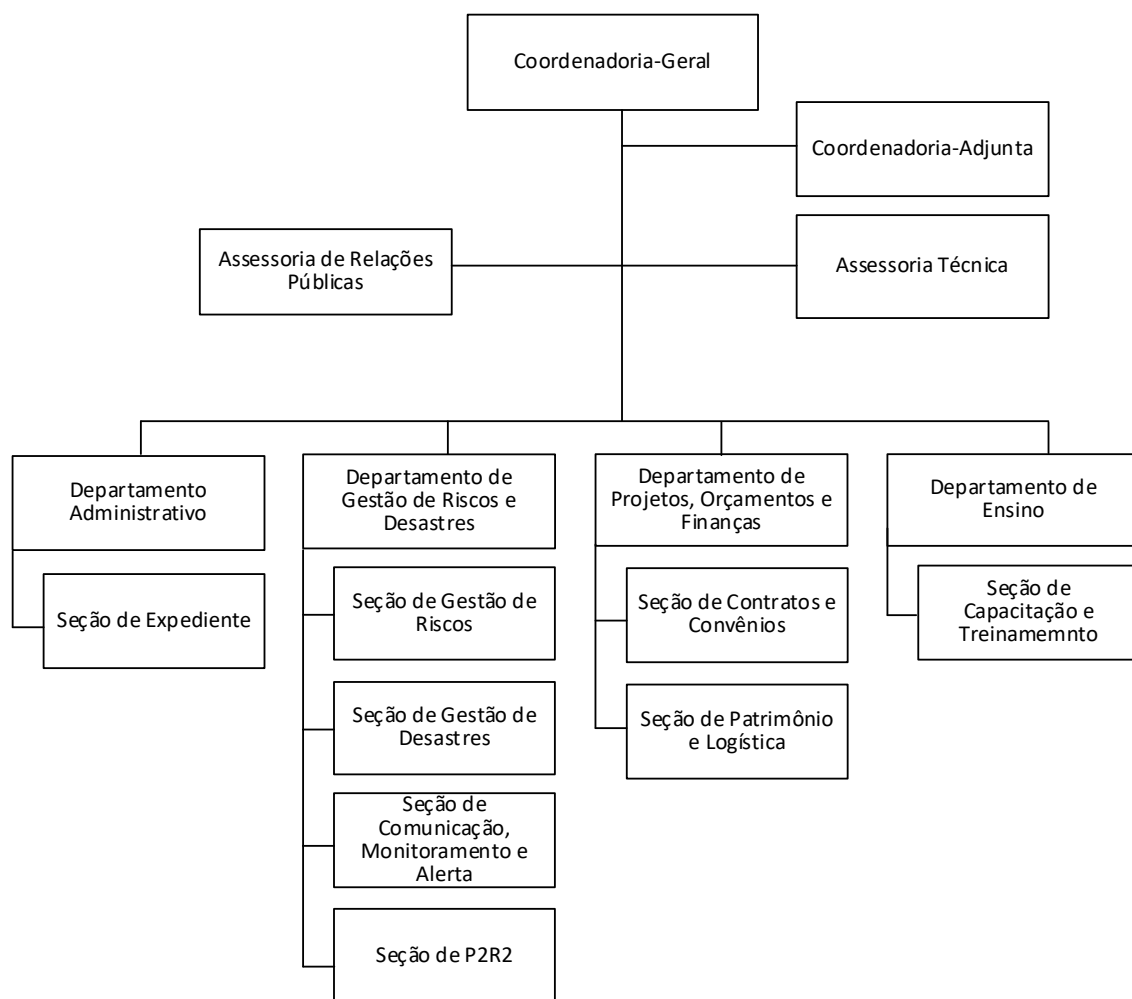 Coordenadoria-Geral
Coordenadoria-Adjunta
Assessoria de Relações
Públicas
Assessoria Técnica
Departamento
Administrativo
Departamento de
Gestão de Riscos e
Desastres
Departamento de
Projetos, Orçamentos e
Finanças
Departamento de
Ensino
Seção de Expediente
Seção de Gestão de
Riscos
Seção de Contratos e
Convênios
Seção de
Capacitação e
Treinamemnto
Seção de Gestão de
Desastres
Seção de Patrimônio
e Logística
Seção de
Comunicação,
Monitoramento e
Alerta
Seção de P2R2